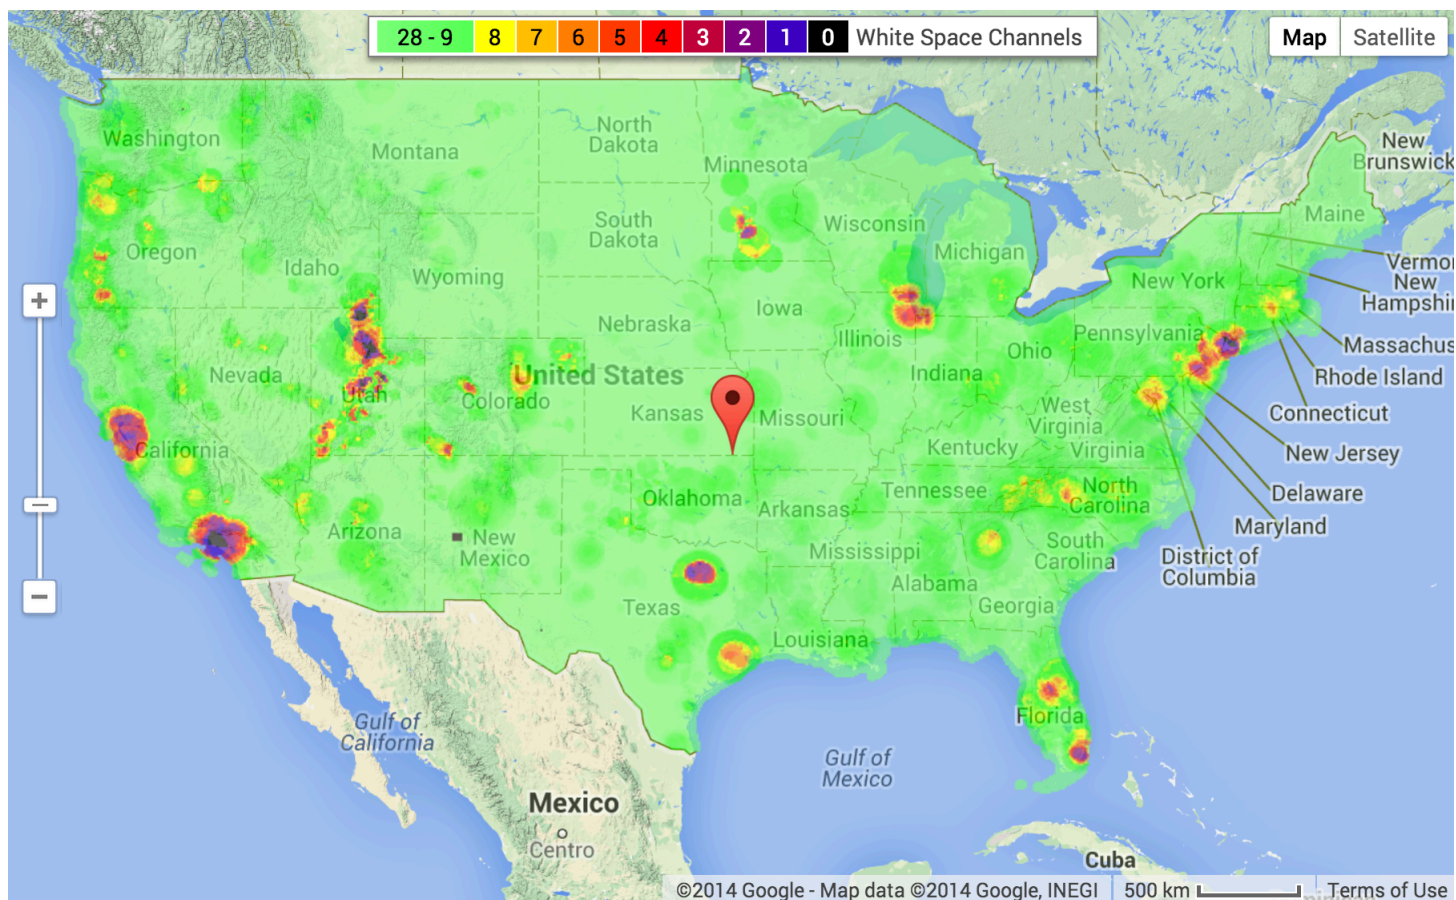 28 - 9 8 7 6 5 4 3 2 1 0 White Space Channels
Map Satellite
Washington
Montana
North
Dakota
Minnesota
New
Brunswick
Maine
Oregon
Idaho
Wyoming
South
Dakota
Wisconsin
Michigan
New York
Vermo
New
Hampshir
Nebraska
Iowa
Illinois
Indiana
Ohio
Pennsylvania
Massachus
Rhode Island
Connecticut
New Jersey
Delaware
Maryland
District of
Columbia
Nevada
Utah
Colorado
United States
Kansas
Missouri
West
Virginia
Kentucky
Virginia
California
Arizona
New
Mexico
Oklahoma
Arkansas
Tennessee
North
Carolina
South
Carolina
Mississippi
Alabama
Georgia
Texas
Louisiana
Florida
Gulf of
California
Gulf of
Mexico
Mexico
Centro
Cuba
+
−
©2014 Google - Map data ©2014 Google, INEGI 500 km Terms of Use